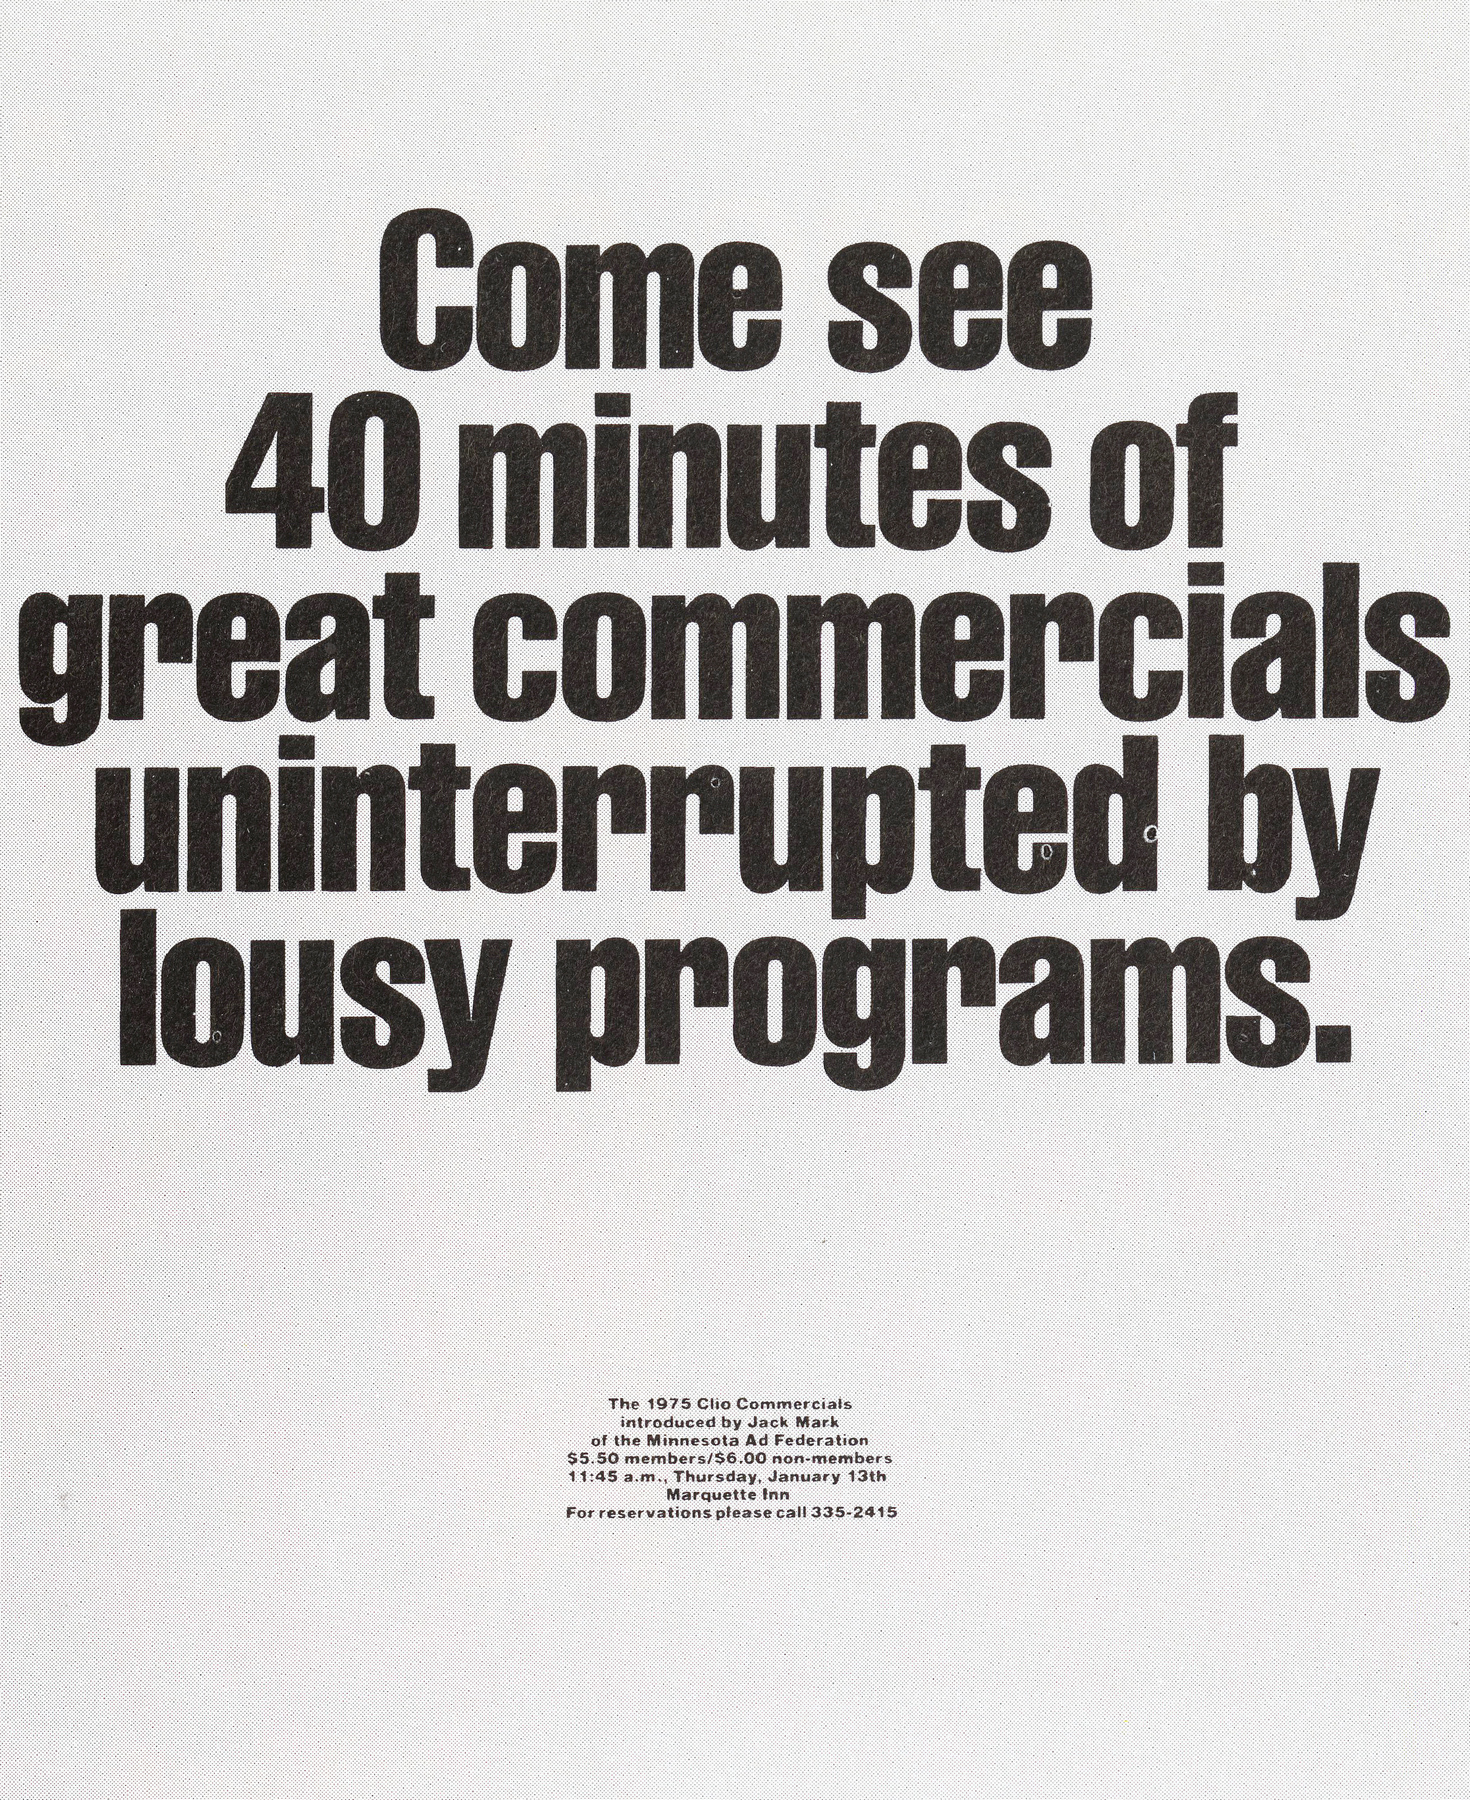 Come see
40 minutes of
great commercials
uninterrupted by
lousy programs.
The 1975 Clio Commercials
introduced by Jack Mark
of the Minnesota Ad Federation
$5.50 members/$6.00 non-members
11:45 a.m., Thursday, January 13th
Marquette Inn
For reservations please call 335-2415